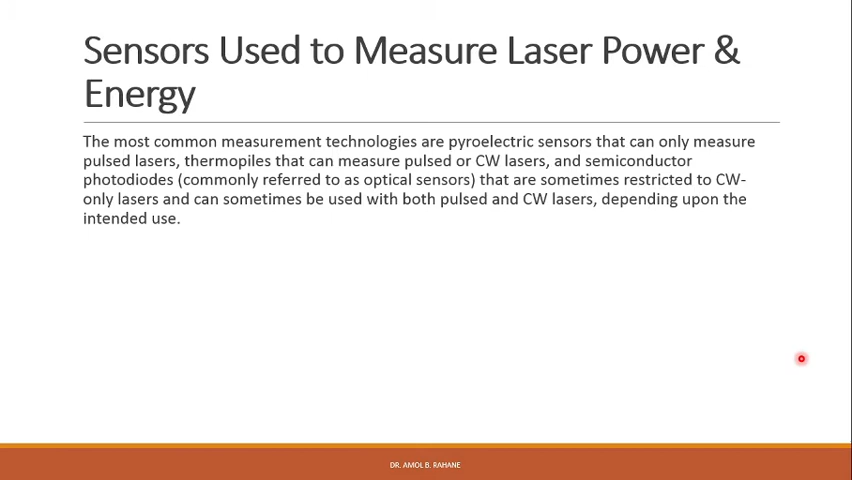 Sensors Used to Measure Laser Power &
Energy
The most common measurement technologies are pyroelectric sensors that can only measure
pulsed lasers, thermopiles that can measure pulsed or CW lasers, and semiconductor
photodiodes (commonly referred to as optical sensors) that are sometimes restricted to CW-
only lasers and can sometimes be used with both pulsed and CW lasers, depending upon the
intended use.
DR. AMOL B. RAHANE